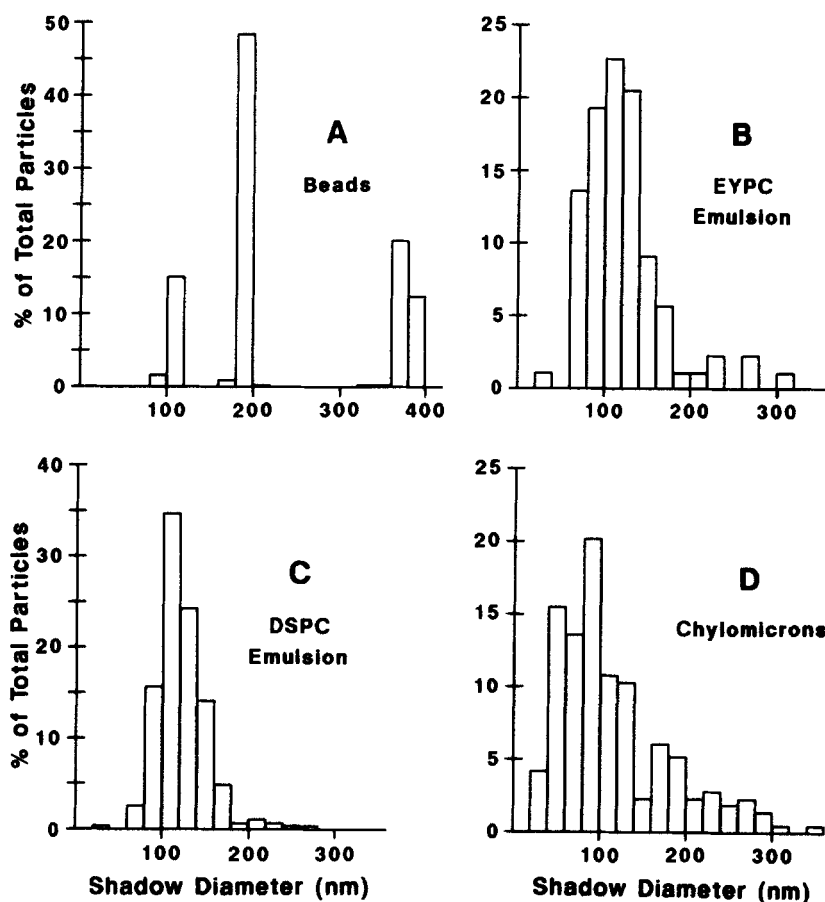 % of Total Particles
50
40
30
20
10
0
100
200
300
400
A
Beads
25
20
15
10
5
0
100
200
300
B
EYPC
Emulsion
% of Total Particles
40
30
20
10
0
100
200
300
C
DSPC
Emulsion
Shadow Diameter (nm)
25
20
15
10
5
0
100
200
300
D
Chylomicrons
Shadow Diameter (nm)